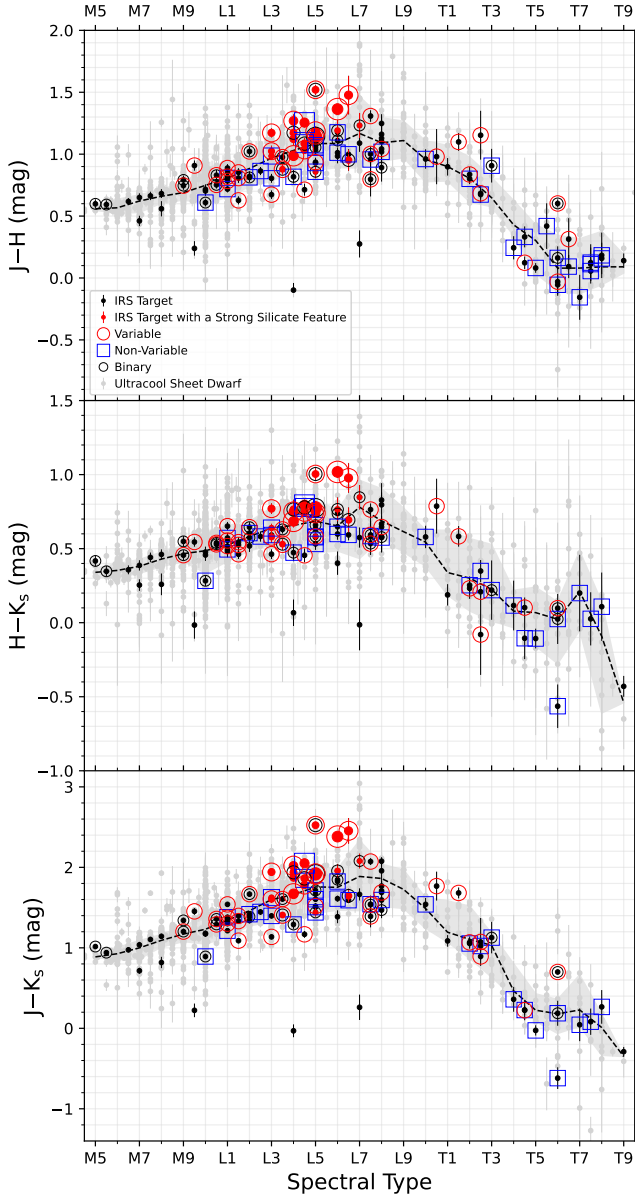 M5 M7 M9 L1 L3 L5 L7 L9 T1 T3 T5 T7 T9
2.0
1.5
1.0
0.5
0.0
−0.5
J−H (mag)
IRS Target
IRS Target with a Strong Silicate Feature
Variable
Non-Variable
Binary
Ultracool Sheet Dwarf
1.5
1.0
0.5
0.0
−0.5
−1.0
H−Ks (mag)
3
2
1
0
−1
J−Ks (mag)
M5 M7 M9 L1 L3 L5 L7 L9 T1 T3 T5 T7 T9
Spectral Type